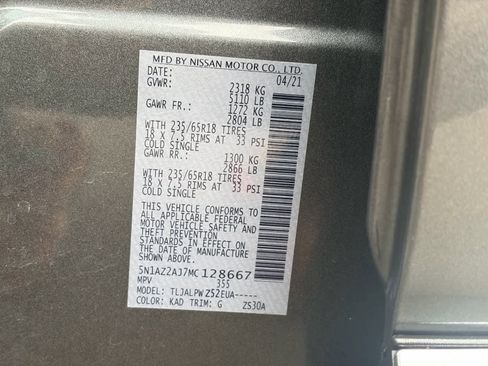 MFD BY NISSAN MOTOR CO., LTD.
DATE: 04/21
GVWR: 2318 KG
5110 LB
GAWR FR.: 1272 KG
2804 LB
WITH 235/65R18 TIRES
18 x 7.5 RIMS AT 33 PSI
COLD SINGLE
GAWR RR.: 1300 KG
2866 LB
WITH 235/65R18 TIRES
18 x 7.5 RIMS AT 33 PSI
COLD SINGLE
THIS VEHICLE CONFORMS TO
ALL APPLICABLE FEDERAL
MOTOR VEHICLE SAFETY AND
THEFT PREVENTION
STANDARDS IN EFFECT ON
THE DATE OF MANUFACTURE
SHOWN ABOVE.
5N1AZ2AJ7MC128667
MPV 355
MODEL: TLJALPWZ52EUA-----
COLOR: KAD TRIM: G ZS30A